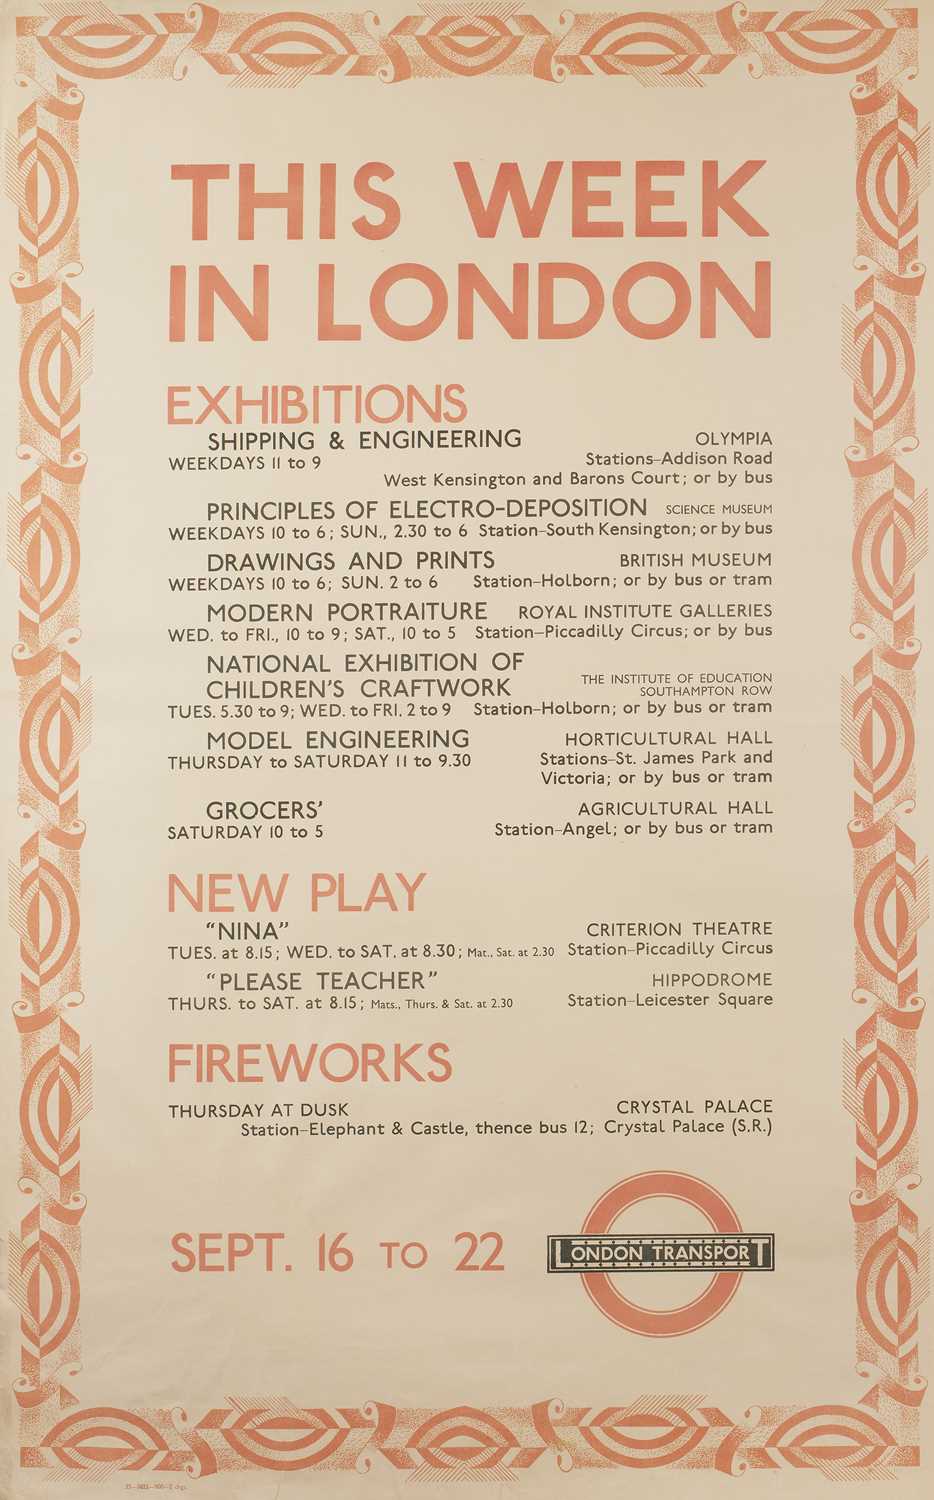 THIS WEEK
IN LONDON
EXHIBITIONS
SHIPPING & ENGINEERING OLYMPIA
WEEKDAYS 11 to 9 Stations–Addison Road
West Kensington and Barons Court; or by bus
PRINCIPLES OF ELECTRO-DEPOSITION SCIENCE MUSEUM
WEEKDAYS 10 to 6; SUN., 2.30 to 6 Station–South Kensington; or by bus
DRAWINGS AND PRINTS BRITISH MUSEUM
WEEKDAYS 10 to 6; SUN. 2 to 6 Station–Holborn; or by bus or tram
MODERN PORTRAITURE ROYAL INSTITUTE GALLERIES
WED. to FRI., 10 to 9; SAT., 10 to 5 Station–Piccadilly Circus; or by bus
NATIONAL EXHIBITION OF
CHILDREN'S CRAFTWORK THE INSTITUTE OF EDUCATION
SOUTHAMPTON ROW
TUES. 5.30 to 9; WED. to FRI. 2 to 9 Station–Holborn; or by bus or tram
MODEL ENGINEERING HORTICULTURAL HALL
THURSDAY to SATURDAY 11 to 9.30 Stations–St. James Park and
Victoria; or by bus or tram
GROCERS' AGRICULTURAL HALL
SATURDAY 10 to 5 Station–Angel; or by bus or tram
NEW PLAY
"NINA" CRITERION THEATRE
TUES. at 8.15; WED. to SAT. at 8.30; Mat., Sat. at 2.30 Station–Piccadilly Circus
"PLEASE TEACHER" HIPPODROME
THURS. to SAT. at 8.15; Mats., Thurs. & Sat. at 2.30 Station–Leicester Square
FIREWORKS
THURSDAY AT DUSK CRYSTAL PALACE
Station–Elephant & Castle, thence bus 12; Crystal Palace (S.R.)
SEPT. 16 TO 22
LONDON TRANSPORT